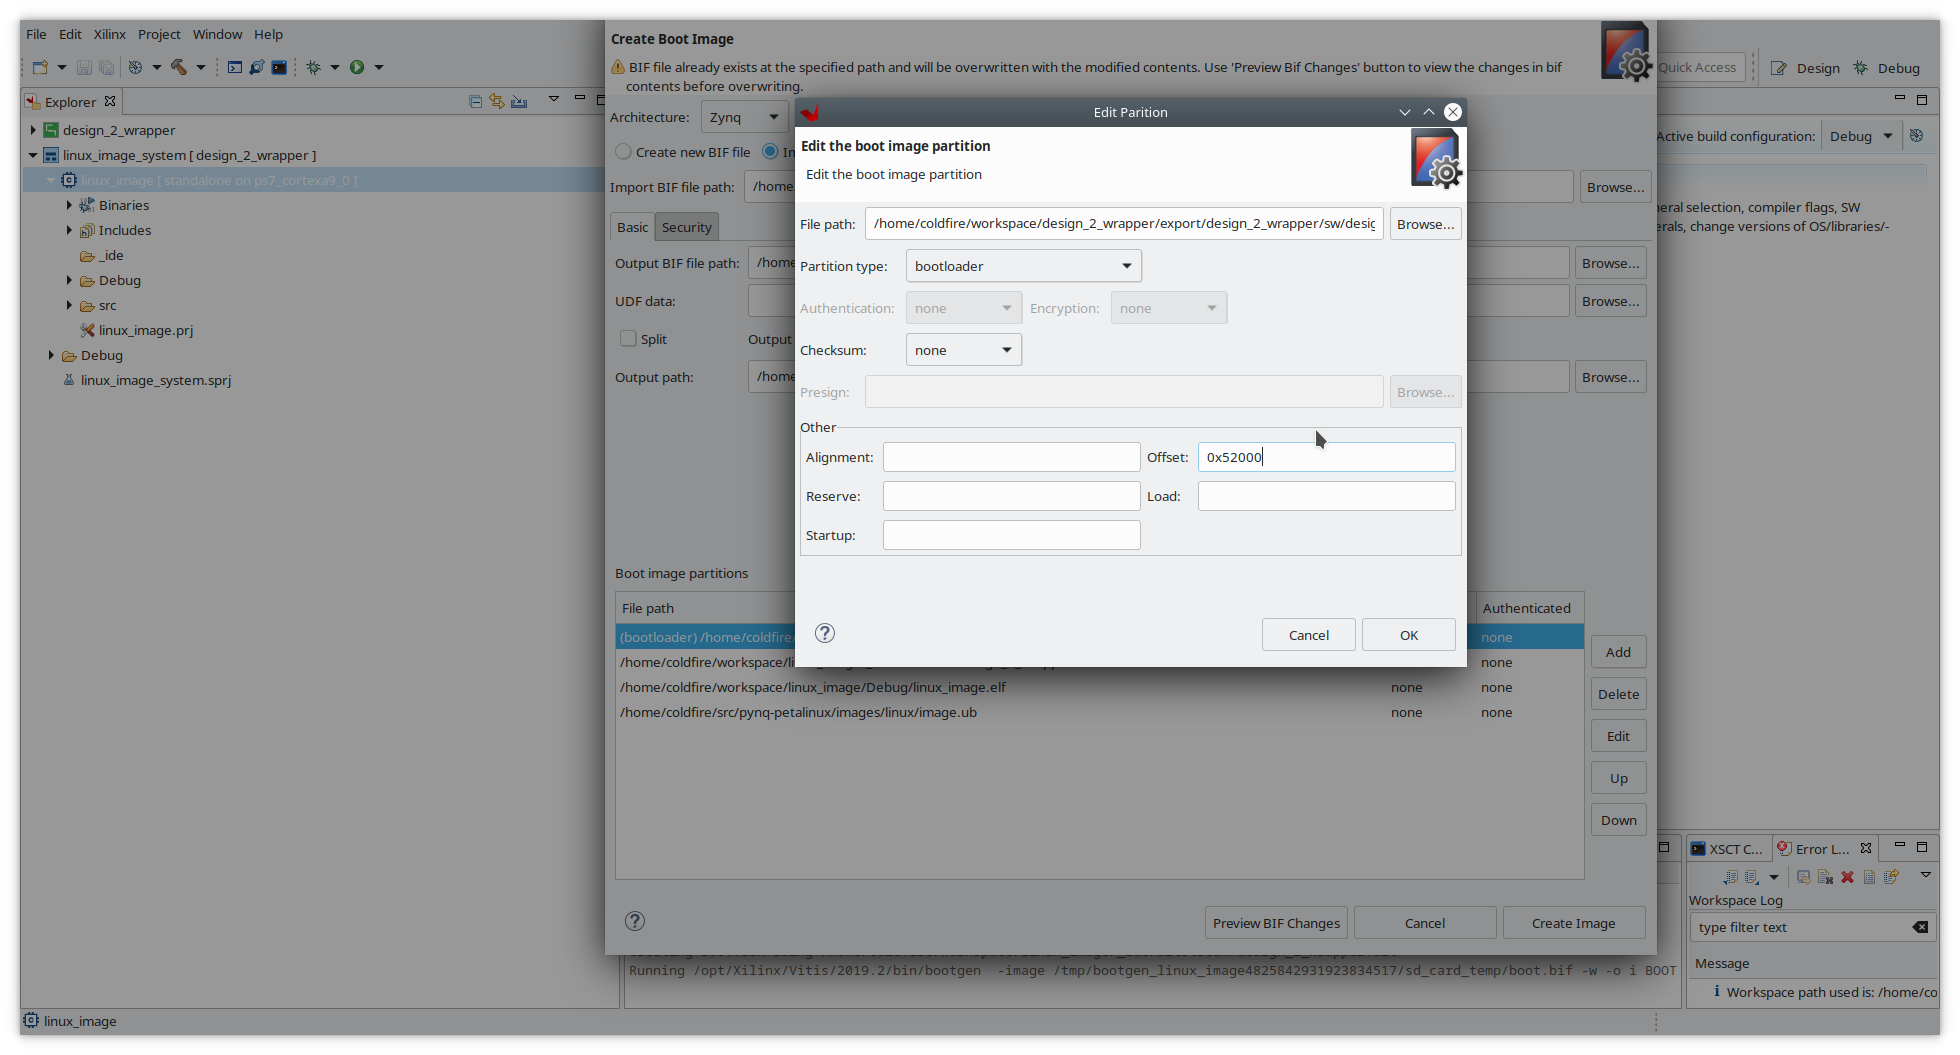 File Edit Xilinx Project Window Help
Create Boot Image
BIF file already exists at the specified path and will be overwritten with the modified contents. Use 'Preview Bif Changes' button to view the changes in bif
contents before overwriting.
Quick Access
Design
Debug
Explorer
design_2_wrapper
linux_image_system [ design_2_wrapper ]
linux_image [ standalone on ps7_cortexa9_0 ]
Binaries
Includes
_ide
Debug
src
linux_image.prj
Debug
linux_image_system.sprj
Architecture: Zynq
Create new BIF file
Import BIF file path: /home
Browse...
Basic
Security
Output BIF file path: /home
Browse...
UDF data:
Browse...
Split
Output
Output path: /home
Browse...
Active build configuration: Debug
selection, compiler flags, SW
change versions of OS/libraries/-
Edit Parition
Edit the boot image partition
Edit the boot image partition
File path: /home/coldfire/workspace/design_2_wrapper/export/design_2_wrapper/sw/desig
Browse...
Partition type: bootloader
Authentication: none Encryption: none
Checksum: none
Presign:
Browse...
Other
Alignment:
Offset: 0x52000
Reserve:
Load:
Startup:
Cancel
OK
Boot image partitions
File path
Authenticated
(bootloader) /home/coldfire/
none
/home/coldfire/workspace/li
none
/home/coldfire/workspace/linux_image/Debug/linux_image.elf none none
/home/coldfire/src/pynq-petalinux/images/linux/image.ub none none
Add
Delete
Edit
Up
Down
Preview BIF Changes
Cancel
Create Image
Running /opt/Xilinx/Vitis/2019.2/bin/bootgen -image /tmp/bootgen_linux_image4825842931923834517/sd_card_temp/boot.bif -w -o i BOOT
XSCT C...
Error L...
Workspace Log
type filter text
Message
Workspace path used is: /home/co
linux_image